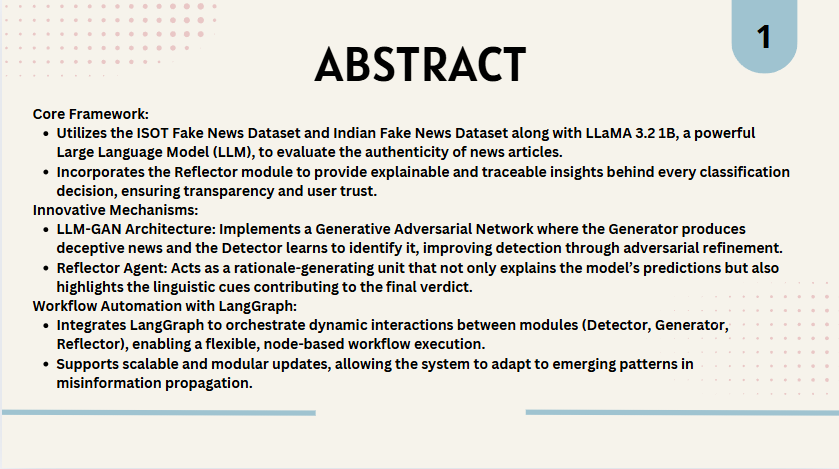 1
ABSTRACT
Core Framework:
• Utilizes the ISOT Fake News Dataset and Indian Fake News Dataset along with LLaMA 3.2 1B, a powerful
Large Language Model (LLM), to evaluate the authenticity of news articles.
• Incorporates the Reflector module to provide explainable and traceable insights behind every classification
decision, ensuring transparency and user trust.
Innovative Mechanisms:
• LLM-GAN Architecture: Implements a Generative Adversarial Network where the Generator produces
deceptive news and the Detector learns to identify it, improving detection through adversarial refinement.
• Reflector Agent: Acts as a rationale-generating unit that not only explains the model’s predictions but also
highlights the linguistic cues contributing to the final verdict.
Workflow Automation with LangGraph:
• Integrates LangGraph to orchestrate dynamic interactions between modules (Detector, Generator,
Reflector), enabling a flexible, node-based workflow execution.
• Supports scalable and modular updates, allowing the system to adapt to emerging patterns in
misinformation propagation.